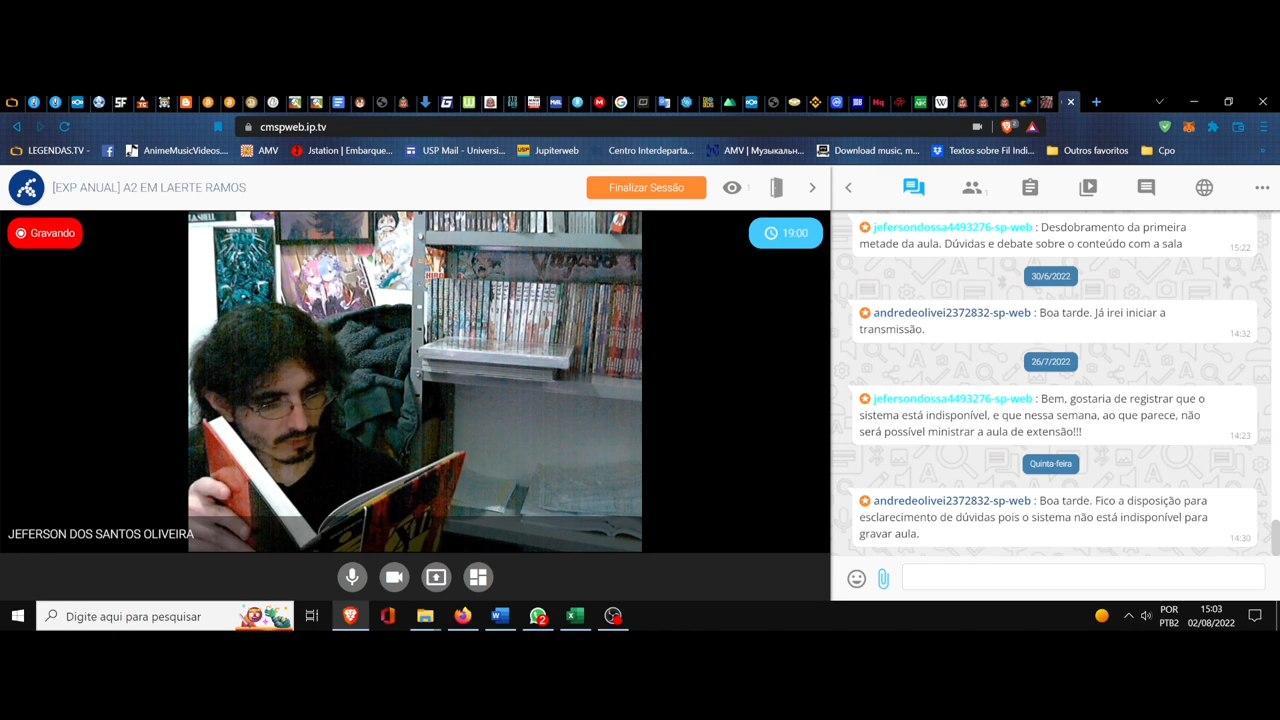 cmspweb.ip.tv
LEGENDAS.TV -
AnimeMusicVideos...
AMV
Jstation | Embarque...
USP Mail - Universi...
Jupiterweb
Centro Interdeparta...
AMV | Музыкальн...
Download music, m...
Textos sobre Fil Indi...
Outros favoritos
Cpo
[EXP ANUAL] A2 EM LAERTE RAMOS
Finalizar Sessão
1
1
Gravando
19:00
JEFERSON DOS SANTOS OLIVEIRA
jefersondossa4493276-sp-web : Desdobramento da primeira
metade da aula. Dúvidas e debate sobre o conteúdo com a sala
15:22
30/6/2022
andredeolivei2372832-sp-web : Boa tarde. Já irei iniciar a
transmissão.
14:32
26/7/2022
jefersondossa4493276-sp-web : Bem, gostaria de registrar que o
sistema está indisponível, e que nessa semana, ao que parece, não
será possível ministrar a aula de extensão!!!
14:23
Quinta-feira
andredeolivei2372832-sp-web : Boa tarde. Fico a disposição para
esclarecimento de dúvidas pois o sistema não está indisponível para
gravar aula.
14:30
Digite aqui para pesquisar
2
POR
PTB2
15:03
02/08/2022